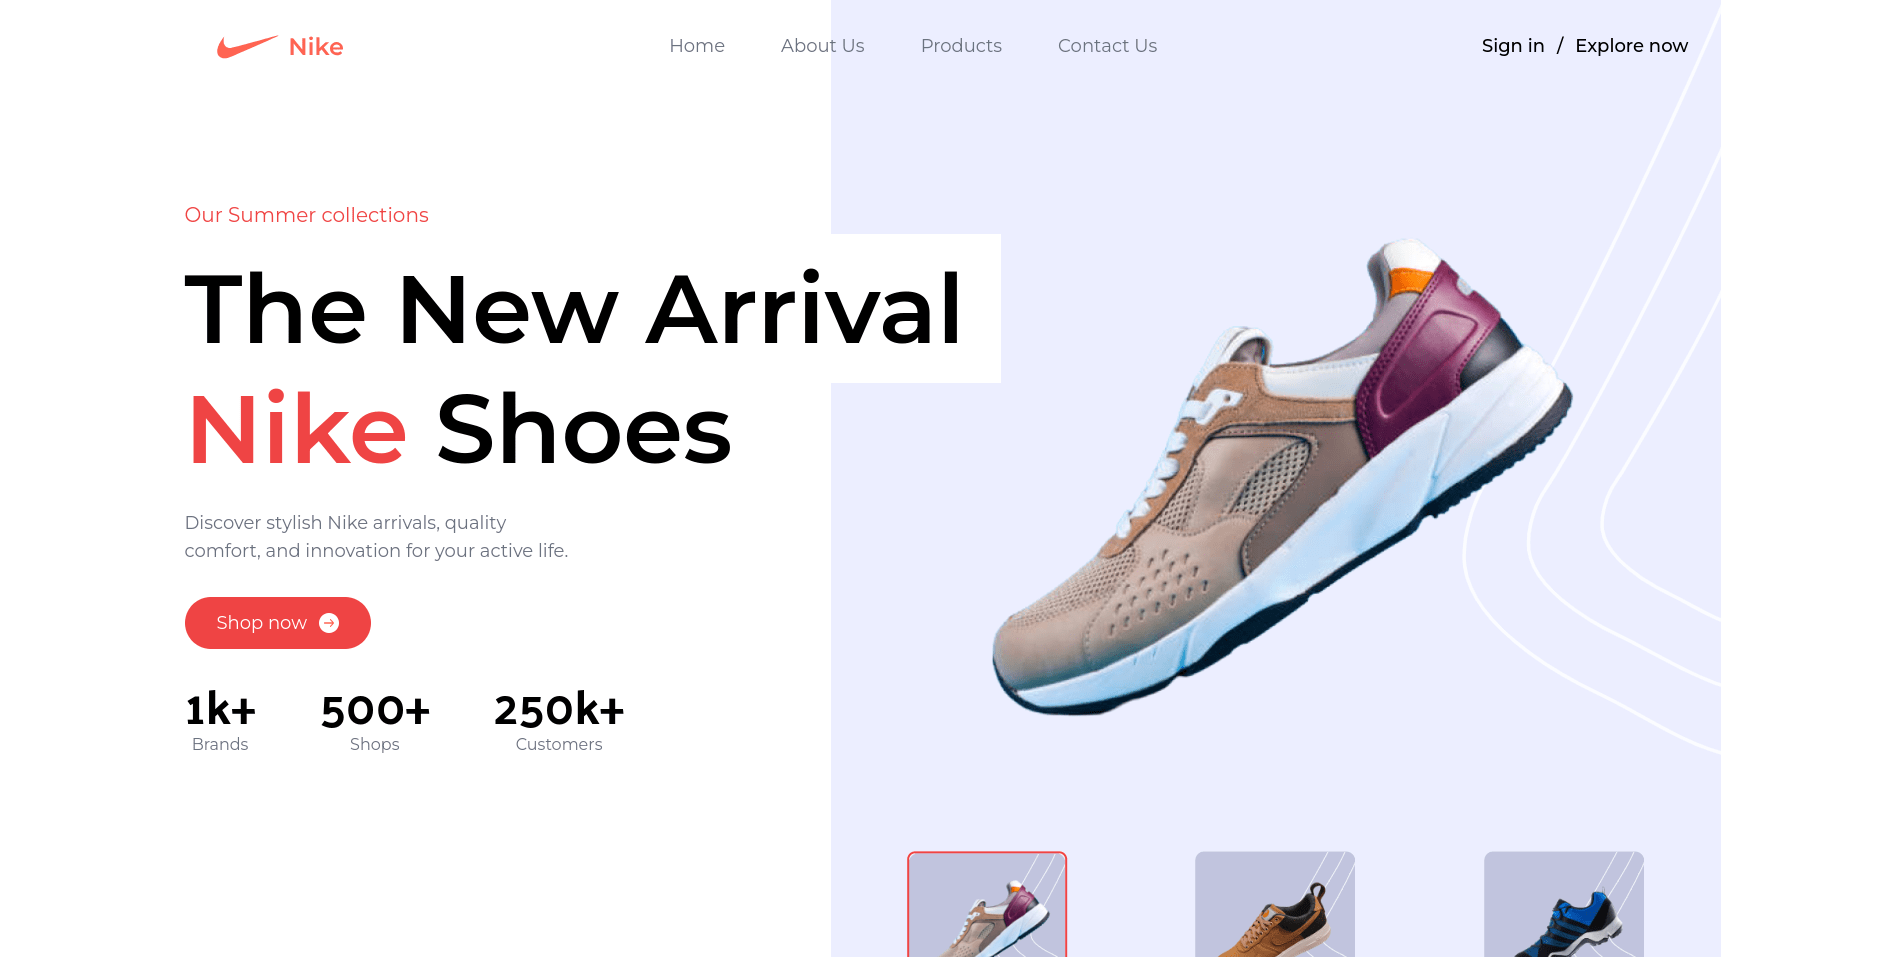 Nike
Home About Us Products Contact Us
Sign in / Explore now
Our Summer collections
The New Arrival
Nike Shoes
Discover stylish Nike arrivals, quality
comfort, and innovation for your active life.
Shop now
1k+ 500+ 250k+
Brands Shops Customers